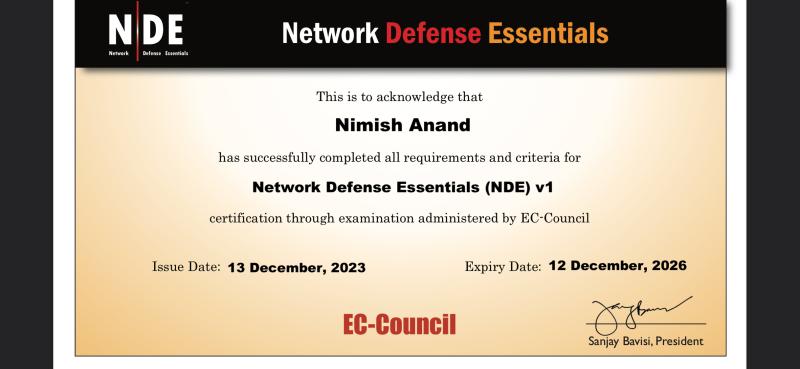 NDE
Network Defense Essentials
Network Defense Essentials
This is to acknowledge that
Nimish Anand
has successfully completed all requirements and criteria for
Network Defense Essentials (NDE) v1
certification through examination administered by EC-Council
Issue Date: 13 December, 2023 Expiry Date: 12 December, 2026
EC-Council
Sanjay Bavisi, President